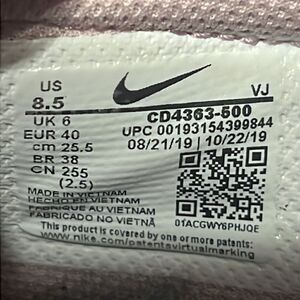 US
8.5
UK 6
EUR 40
cm 25.5
BR 38
CN 255
(2.5)
VJ
CD4363-500
UPC 00193154399844
08/21/19 | 10/22/19
01ACGWY6PHJQE
MADE IN VIETNAM
HECHO EN VIETNAM
FABRIQUE AU VIETNAM
FABRICADO NO VIETNAM
This product is covered by one or more patents:
www.nike.com/patentsvirtualmarking